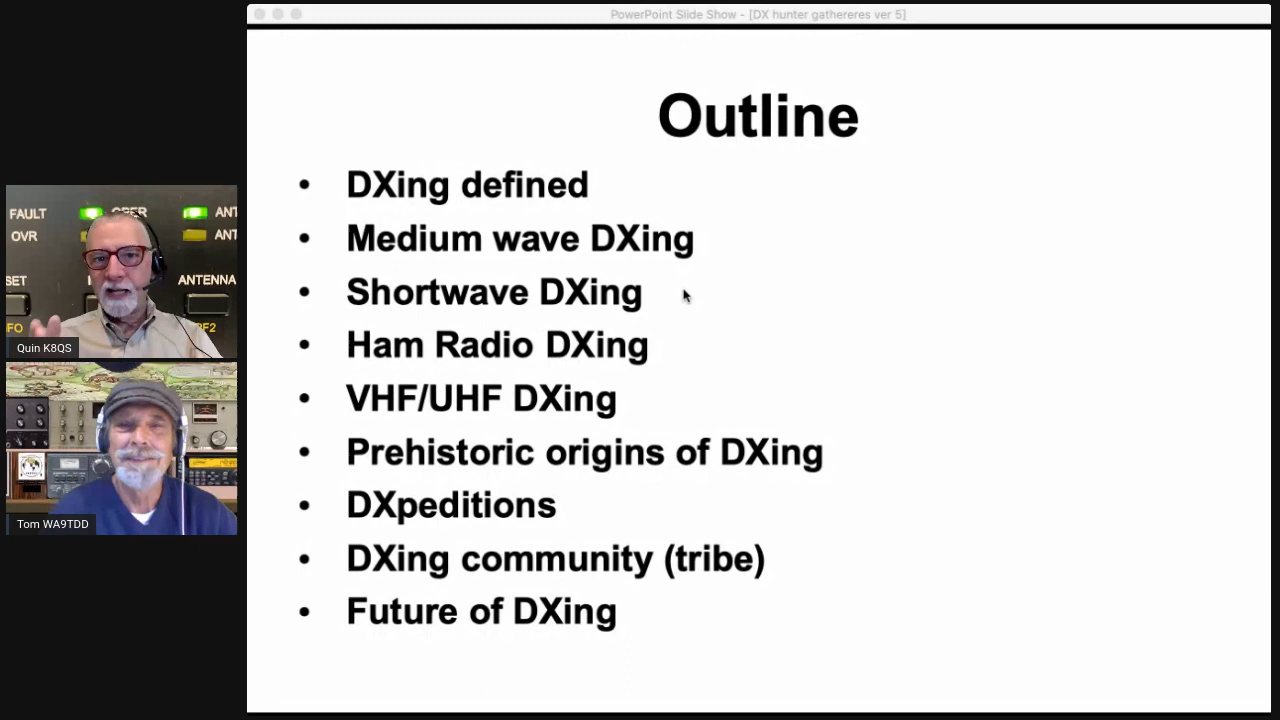 PowerPoint Slide Show - [DX hunter gathereres ver 5]
Outline
• DXing defined
• Medium wave DXing
• Shortwave DXing
• Ham Radio DXing
• VHF/UHF DXing
• Prehistoric origins of DXing
• DXpeditions
• DXing community (tribe)
• Future of DXing
FAULT OPER ANT
OVR ANT
SET ANTENNA
Quin K8QS
Tom WA9TDD